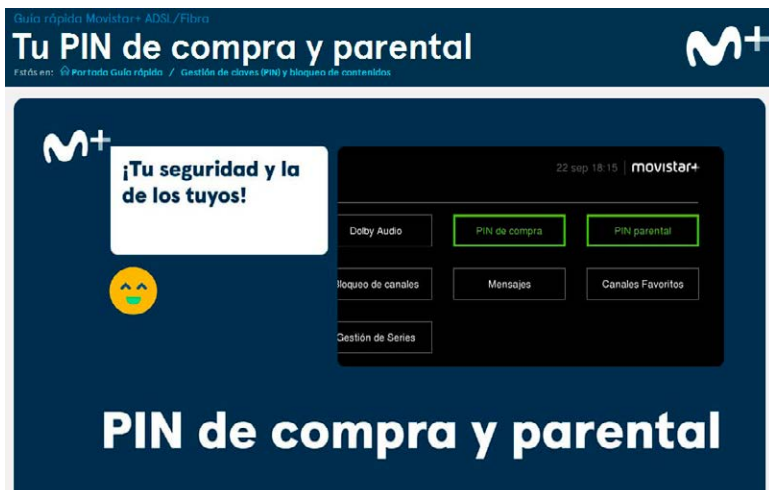 Guía rápida Movistar+ ADSL/Fibra
Tu PIN de compra y parental
M+
Estás en: Portada Guía rápida / Gestión de claves (PIN) y bloqueo de contenidos
M+
¡Tu seguridad y la
de los tuyos!
22 sep 18:15 | movistar+
Dolby Audio
PIN de compra
PIN parental
Bloqueo de canales
Mensajes
Canales Favoritos
Gestión de Series
PIN de compra y parental